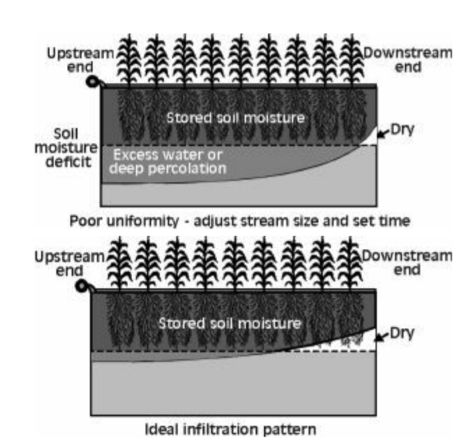 Upstream
end
Downstream
end
Stored soil moisture
Dry
Soil
moisture
deficit
Excess water or
deep percolation
Poor uniformity - adjust stream size and set time
Upstream
end
Downstream
end
Stored soil moisture
Dry
Ideal infiltration pattern